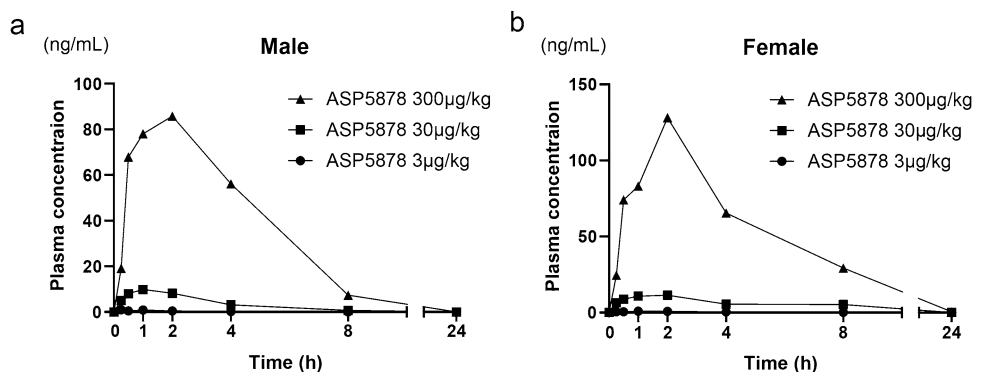 a
(ng/mL)
Male
Plasma concentraion
100
80
60
40
20
0
ASP5878 300μg/kg
ASP5878 30μg/kg
ASP5878 3μg/kg
0 1 2 4 8 24
Time (h)
b
(ng/mL)
Female
Plasma concentraion
150
100
50
0
ASP5878 300μg/kg
ASP5878 30μg/kg
ASP5878 3μg/kg
0 1 2 4 8 24
Time (h)